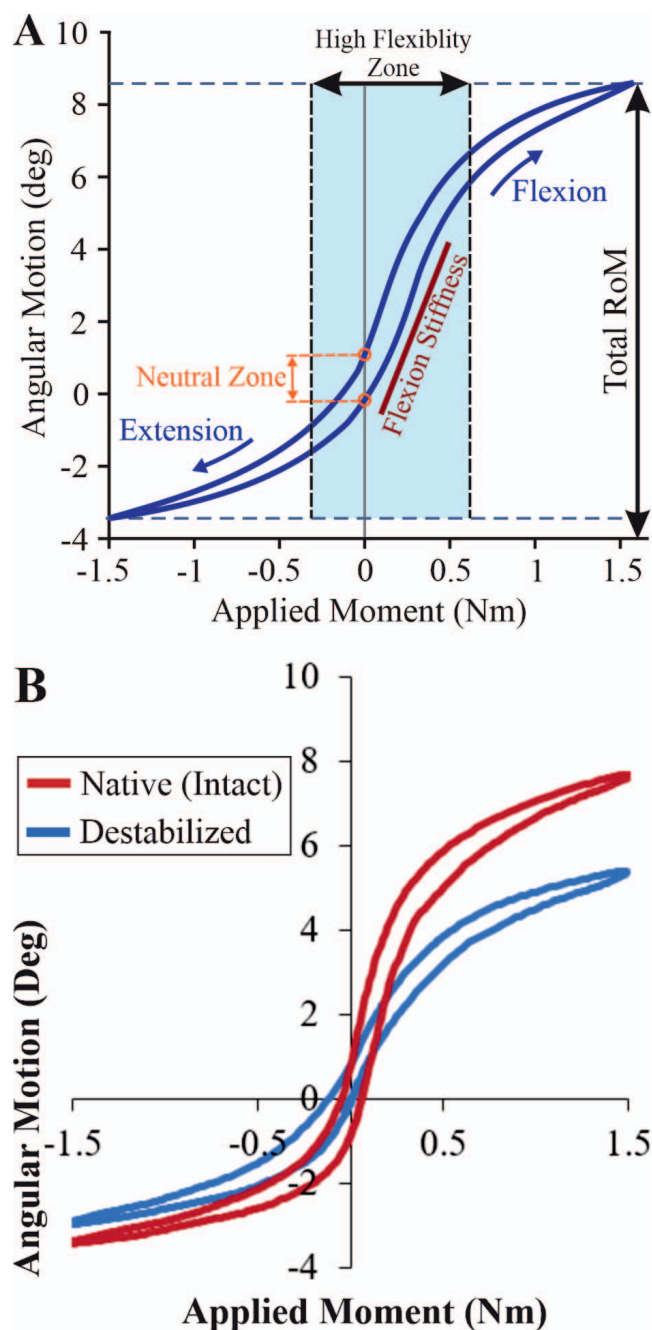 A
High Flexiblity
Zone
10
8
6
4
2
0
-2
-4
Angular Motion (deg)
Flexion
Flexion Stiffness
Total RoM
Neutral Zone
Extension
-1.5
-1
-0.5
0
0.5
1
1.5
Applied Moment (Nm)
B
10
Native (Intact)
Destabilized
8
6
4
2
0
-1.5
-0.5
0.5
1.5
-2
-4
Angular Motion (Deg)
Applied Moment (Nm)